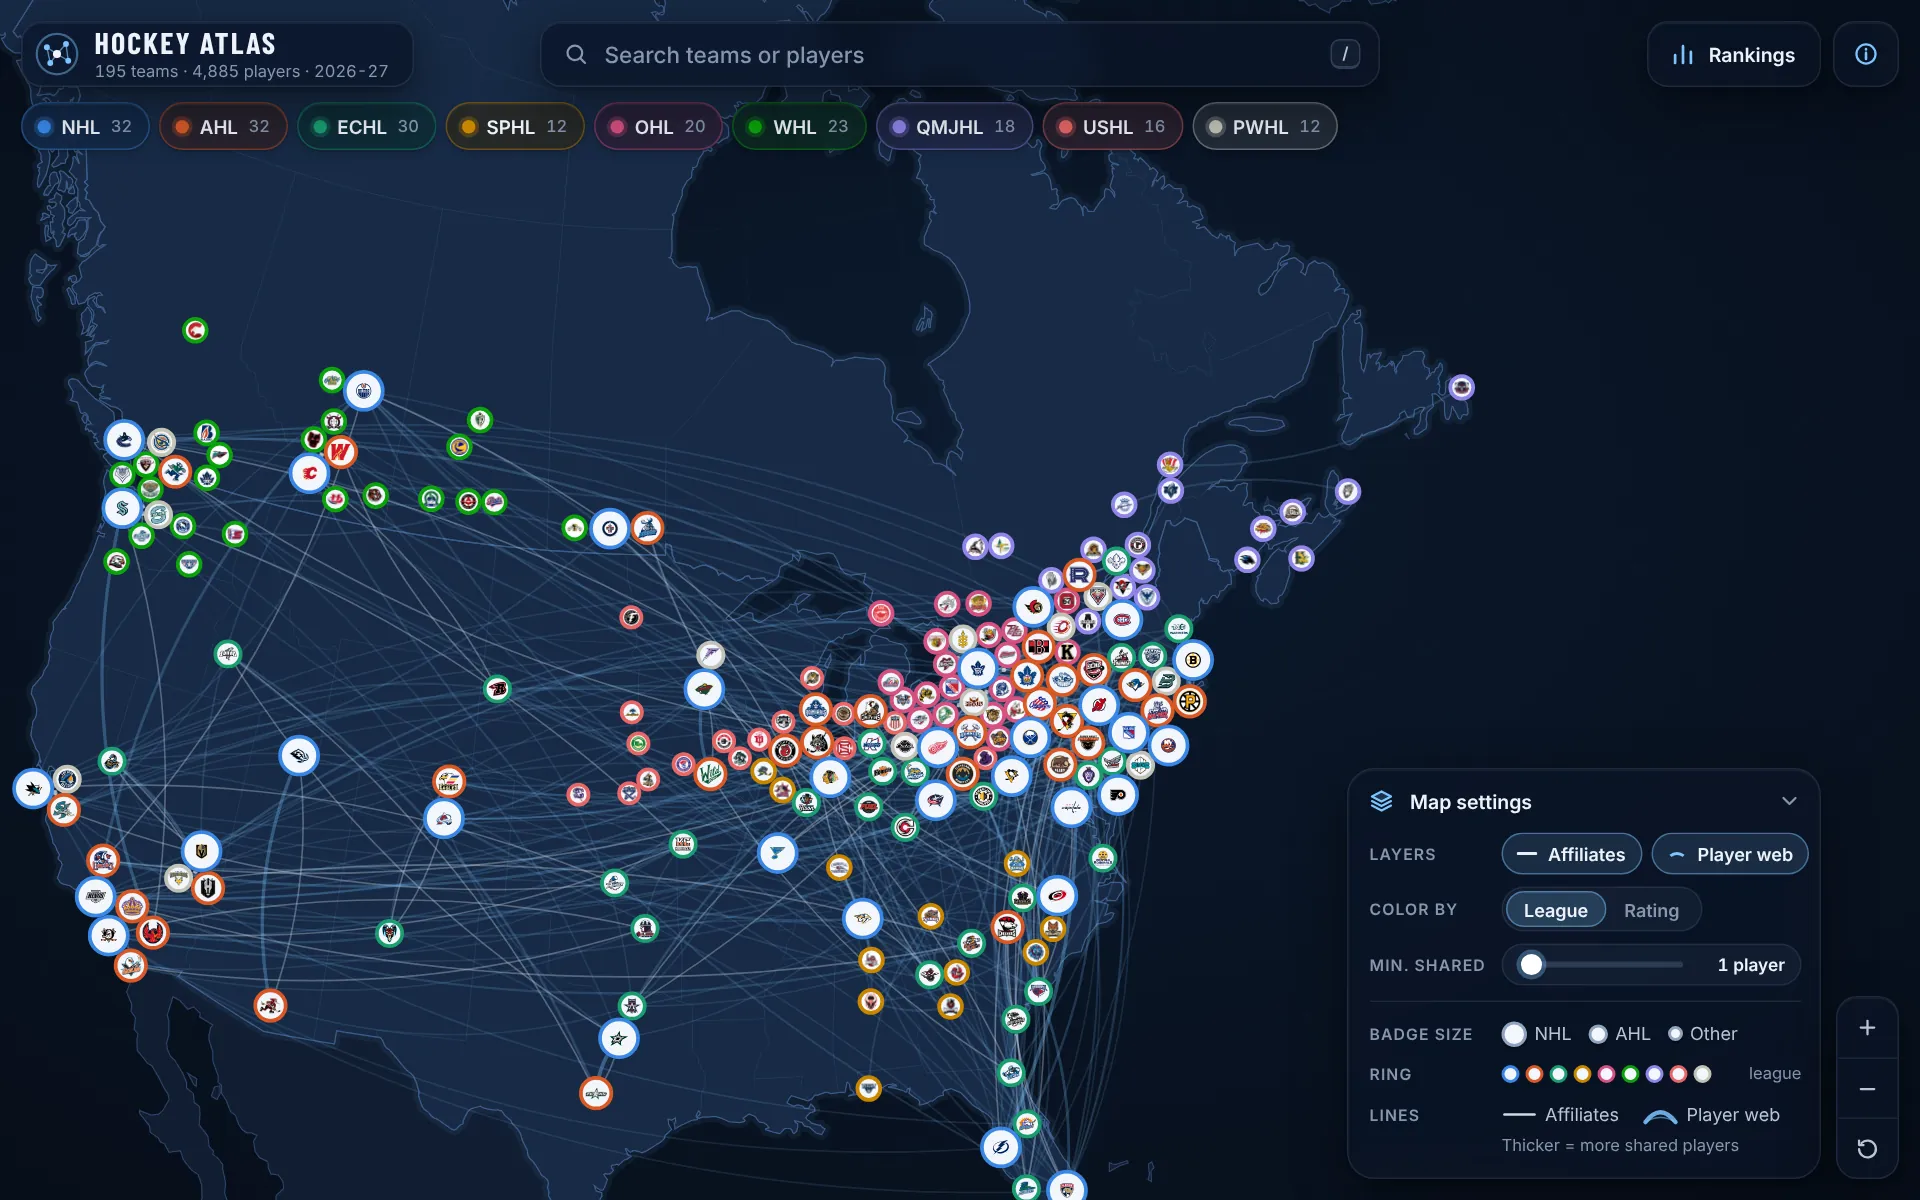 HOCKEY ATLAS
195 teams · 4,885 players · 2026-27
Search teams or players
/
Rankings
NHL 32
AHL 32
ECHL 30
SPHL 12
OHL 20
WHL 23
QMJHL 18
USHL 16
PWHL 12
Map settings
LAYERS
Affiliates
Player web
COLOR BY
League
Rating
MIN. SHARED
1 player
BADGE SIZE
NHL
AHL
Other
RING
league
LINES
Affiliates
Player web
Thicker = more shared players